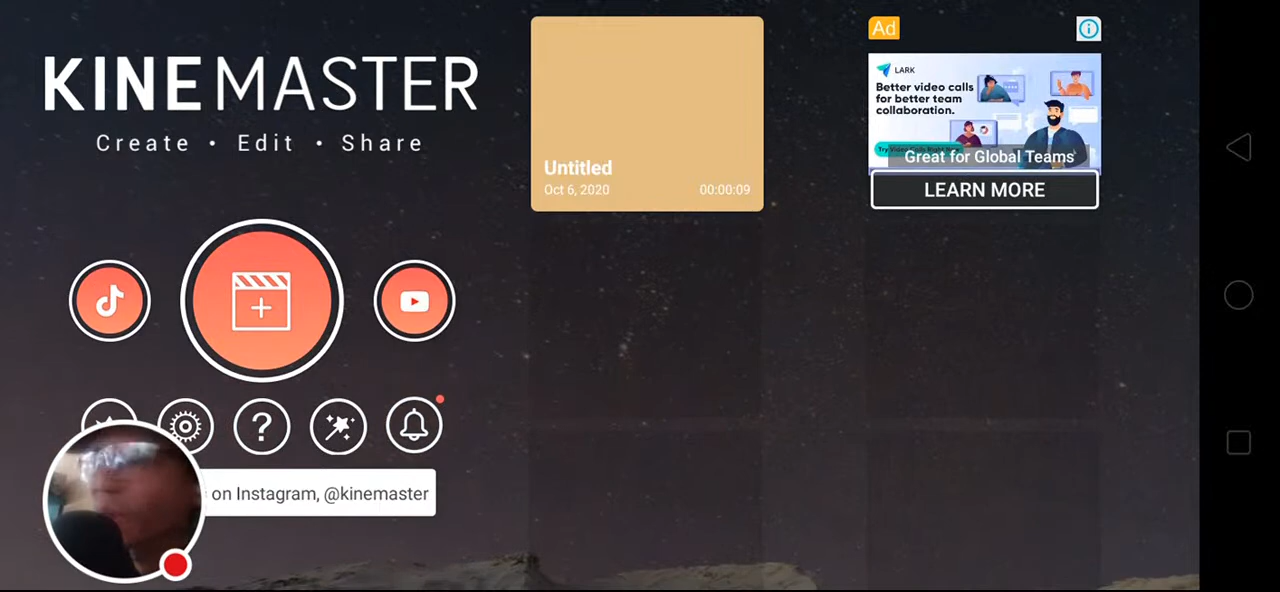 KINEMASTER
Create • Edit • Share
on Instagram, @kinemaster
Untitled
Oct 6, 2020 00:00:09
Ad
LARK
Better video calls
for better team
collaboration.
Great for Global Teams
LEARN MORE